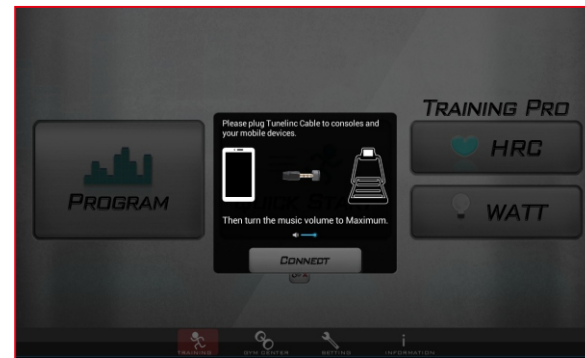 Please plug Tunelinc Cable to consoles and
your mobile devices.
Then turn the music volume to Maximum.
CONNECT
PROGRAM
TRAINING PRO
HRC
WATT
TRAINING
GYM CENTER
SETTING
INFORMATION